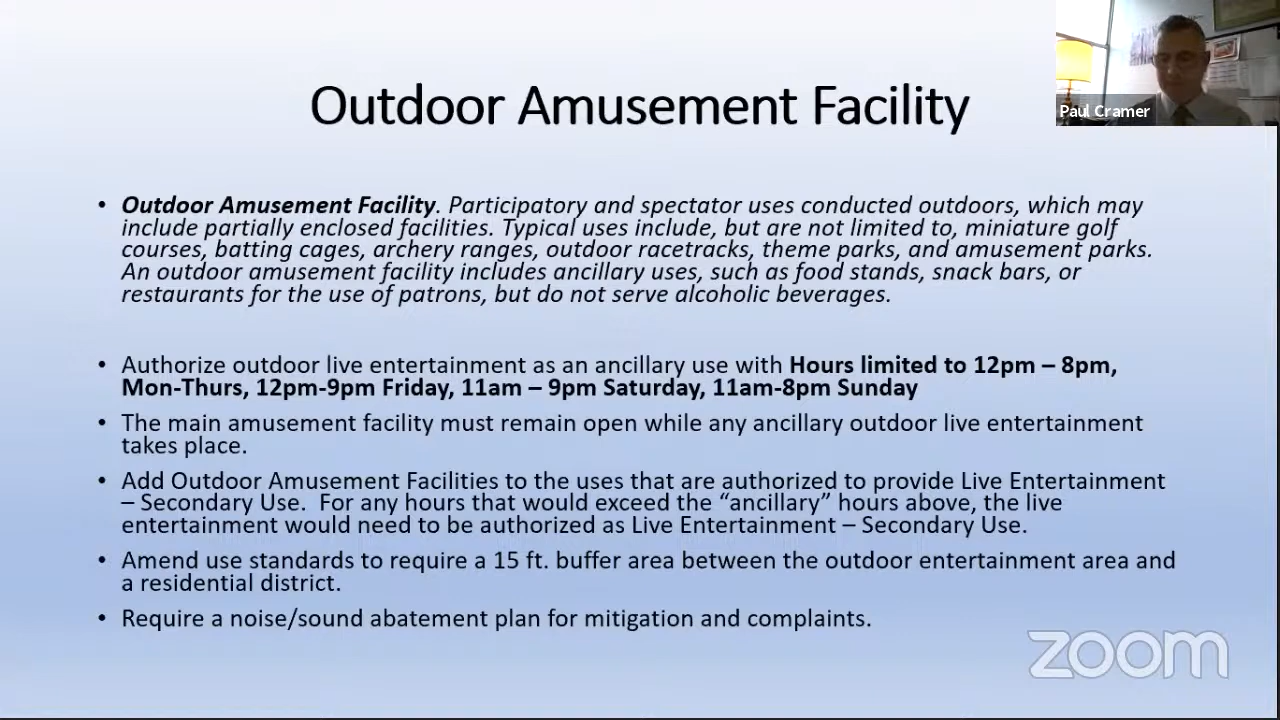 Outdoor Amusement Facility
Paul Cramer
• Outdoor Amusement Facility. Participatory and spectator uses conducted outdoors, which may
include partially enclosed facilities. Typical uses include, but are not limited to, miniature golf
courses, batting cages, archery ranges, outdoor racetracks, theme parks, and amusement parks.
An outdoor amusement facility includes ancillary uses, such as food stands, snack bars, or
restaurants for the use of patrons, but do not serve alcoholic beverages.
• Authorize outdoor live entertainment as an ancillary use with Hours limited to 12pm – 8pm,
Mon-Thurs, 12pm-9pm Friday, 11am – 9pm Saturday, 11am-8pm Sunday
• The main amusement facility must remain open while any ancillary outdoor live entertainment
takes place.
• Add Outdoor Amusement Facilities to the uses that are authorized to provide Live Entertainment
– Secondary Use.  For any hours that would exceed the “ancillary” hours above, the live
entertainment would need to be authorized as Live Entertainment – Secondary Use.
• Amend use standards to require a 15 ft. buffer area between the outdoor entertainment area and
a residential district.
• Require a noise/sound abatement plan for mitigation and complaints.
zoom